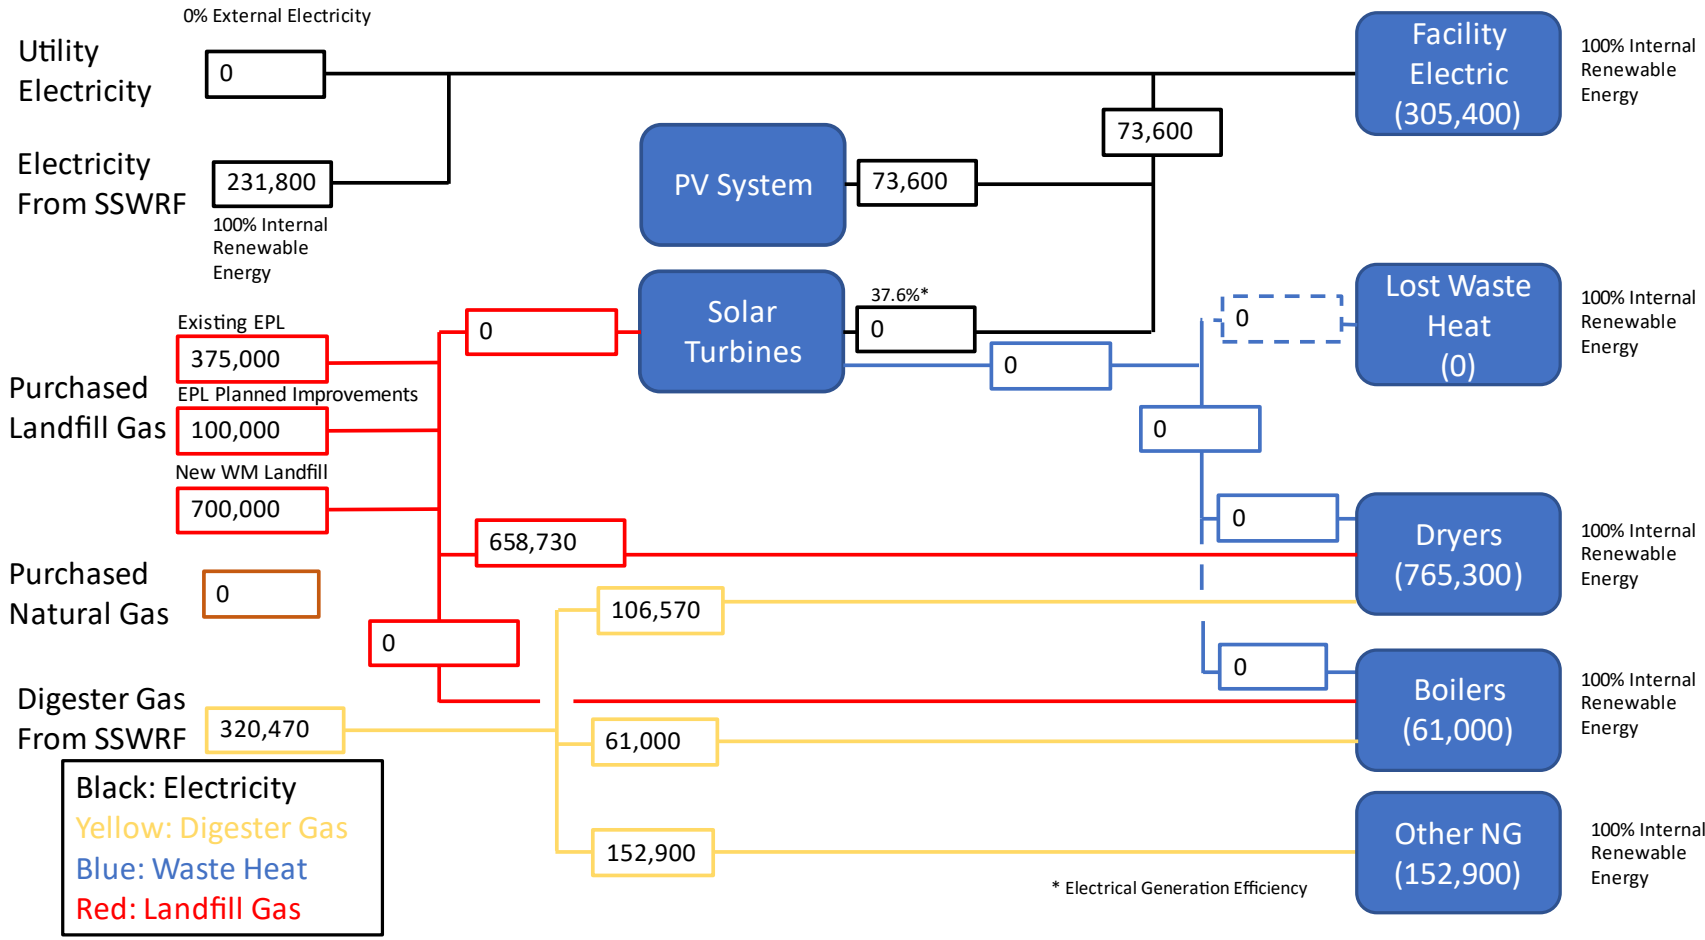 0% External Electricity
Utility
Electricity
0
Facility
Electric
(305,400)
100% Internal
Renewable
Energy
73,600
Electricity
From SSWRF
231,800
100% Internal
Renewable
Energy
PV System
73,600
Solar
Turbines
37.6%*
0
0
0
Lost Waste
Heat
(0)
100% Internal
Renewable
Energy
0
0
Purchased
Landfill Gas
Existing EPL
375,000
EPL Planned Improvements
100,000
New WM Landfill
700,000
658,730
0
Dryers
(765,300)
100% Internal
Renewable
Energy
Purchased
Natural Gas
0
106,570
0
0
Boilers
(61,000)
100% Internal
Renewable
Energy
Digester Gas
From SSWRF
320,470
61,000
152,900
Other NG
(152,900)
100% Internal
Renewable
Energy
Black: Electricity
Yellow: Digester Gas
Blue: Waste Heat
Red: Landfill Gas
* Electrical Generation Efficiency